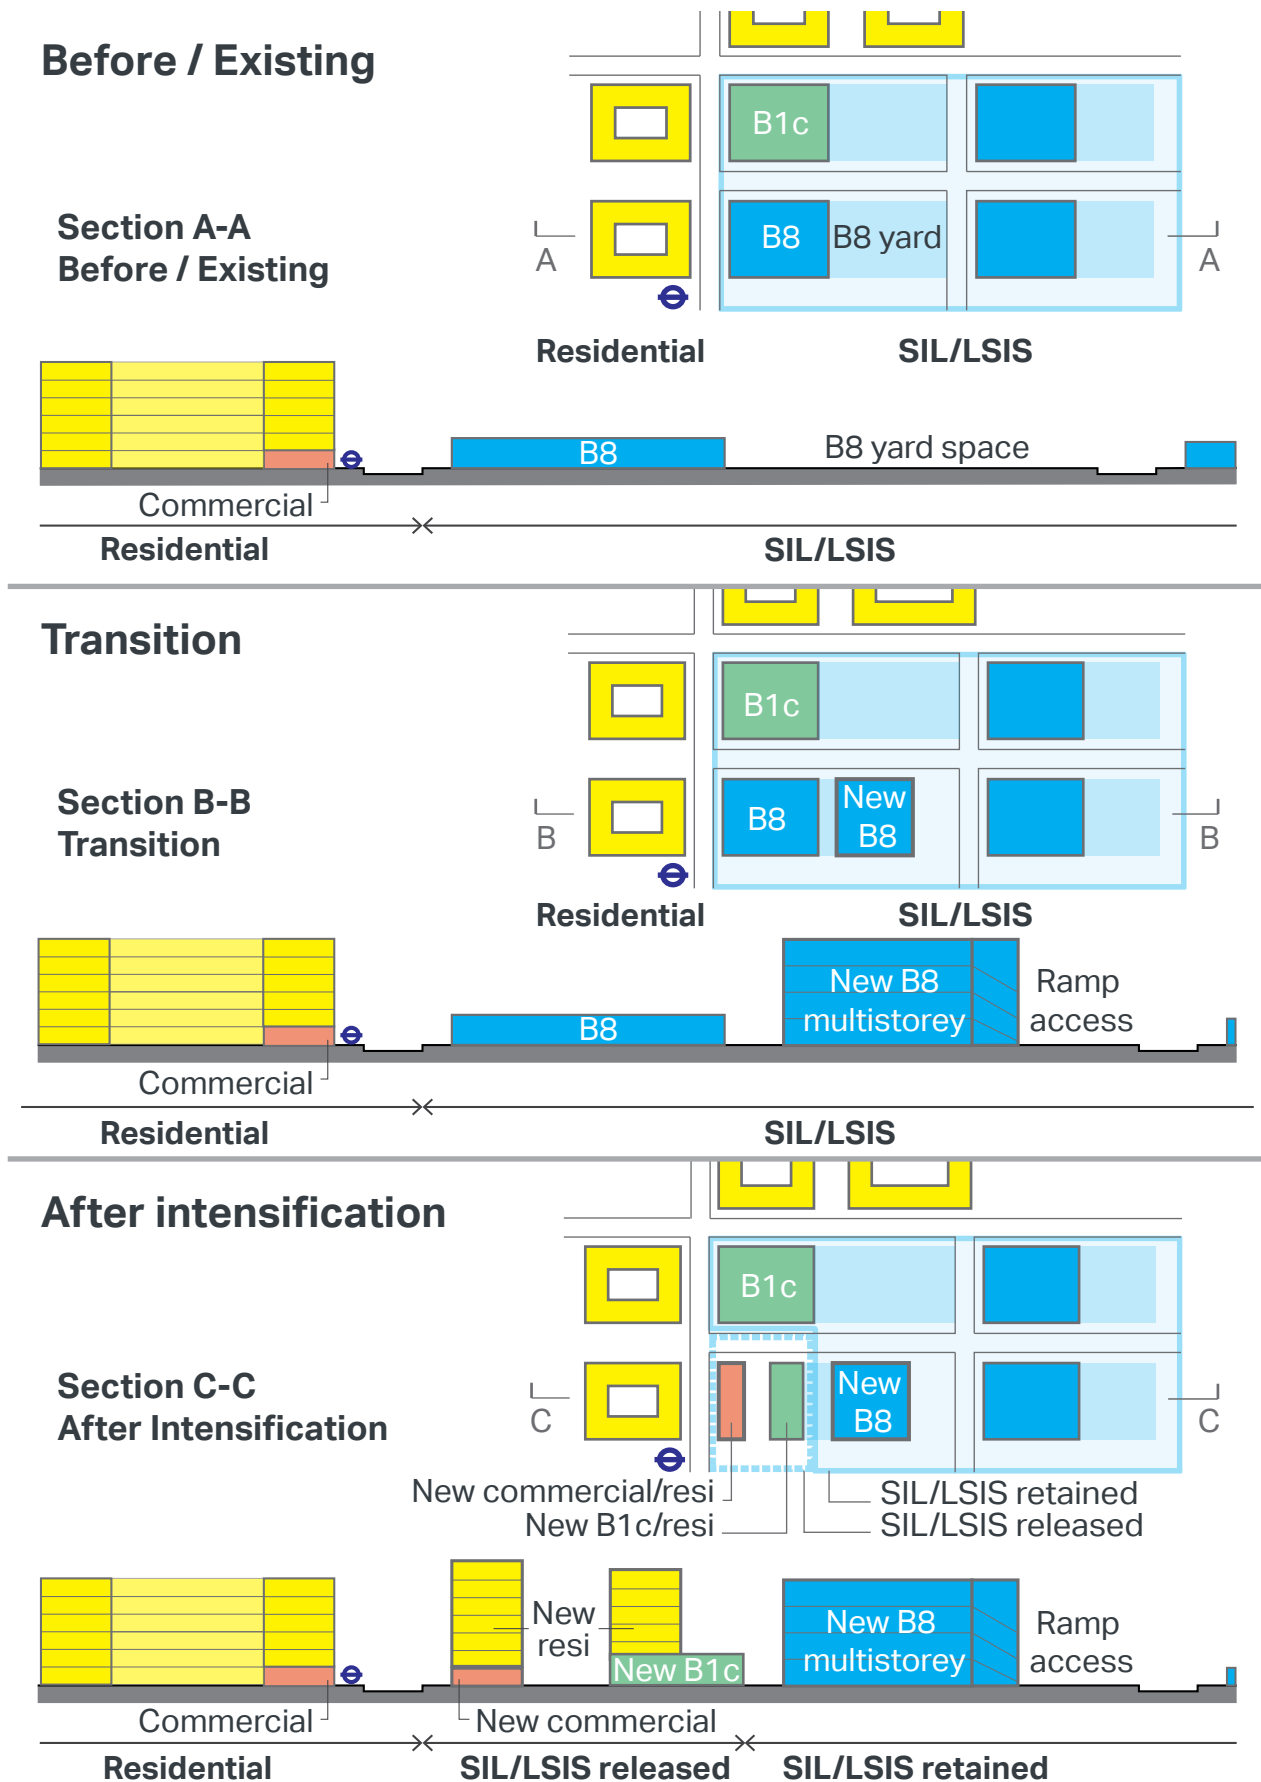 Before / Existing
B1c
Section A-A
Before / Existing
A
B8
B8 yard
A
Residential
SIL/LSIS
B8
B8 yard space
Commercial
Residential
SIL/LSIS
Transition
B1c
Section B-B
Transition
B
B8
New
B8
B
Residential
SIL/LSIS
B8
New B8
multistorey
Ramp
access
Commercial
Residential
SIL/LSIS
After intensification
B1c
Section C-C
After Intensification
C
New
B8
C
New commercial/resi
SIL/LSIS retained
New B1c/resi
SIL/LSIS released
New
resi
New B1c
New B8
multistorey
Ramp
access
Commercial
New commercial
Residential
SIL/LSIS released
SIL/LSIS retained